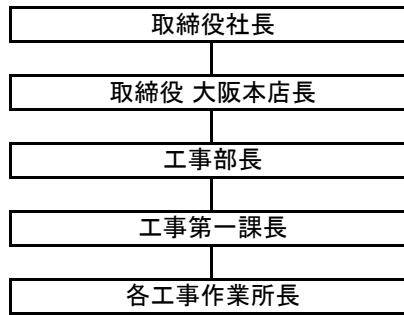 取締役社長
取締役 大阪本店長
工事部長
工事第一課長
各工事作業所長